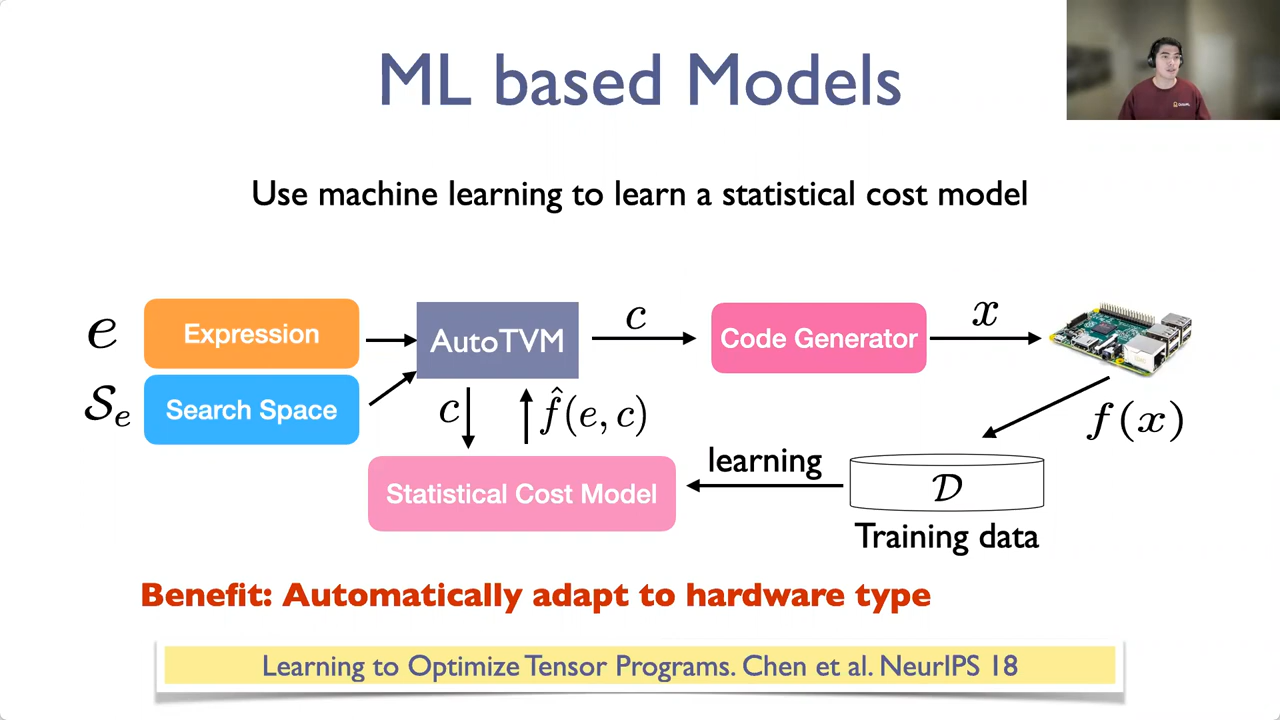 ML based Models
Use machine learning to learn a statistical cost model
e
Expression
AutoTVM
c
Code Generator
x
𝒮ₑ
Search Space
c
f̂(e, c)
f(x)
Statistical Cost Model
learning
𝒟
Training data
Benefit: Automatically adapt to hardware type
Learning to Optimize Tensor Programs. Chen et al. NeurIPS 18